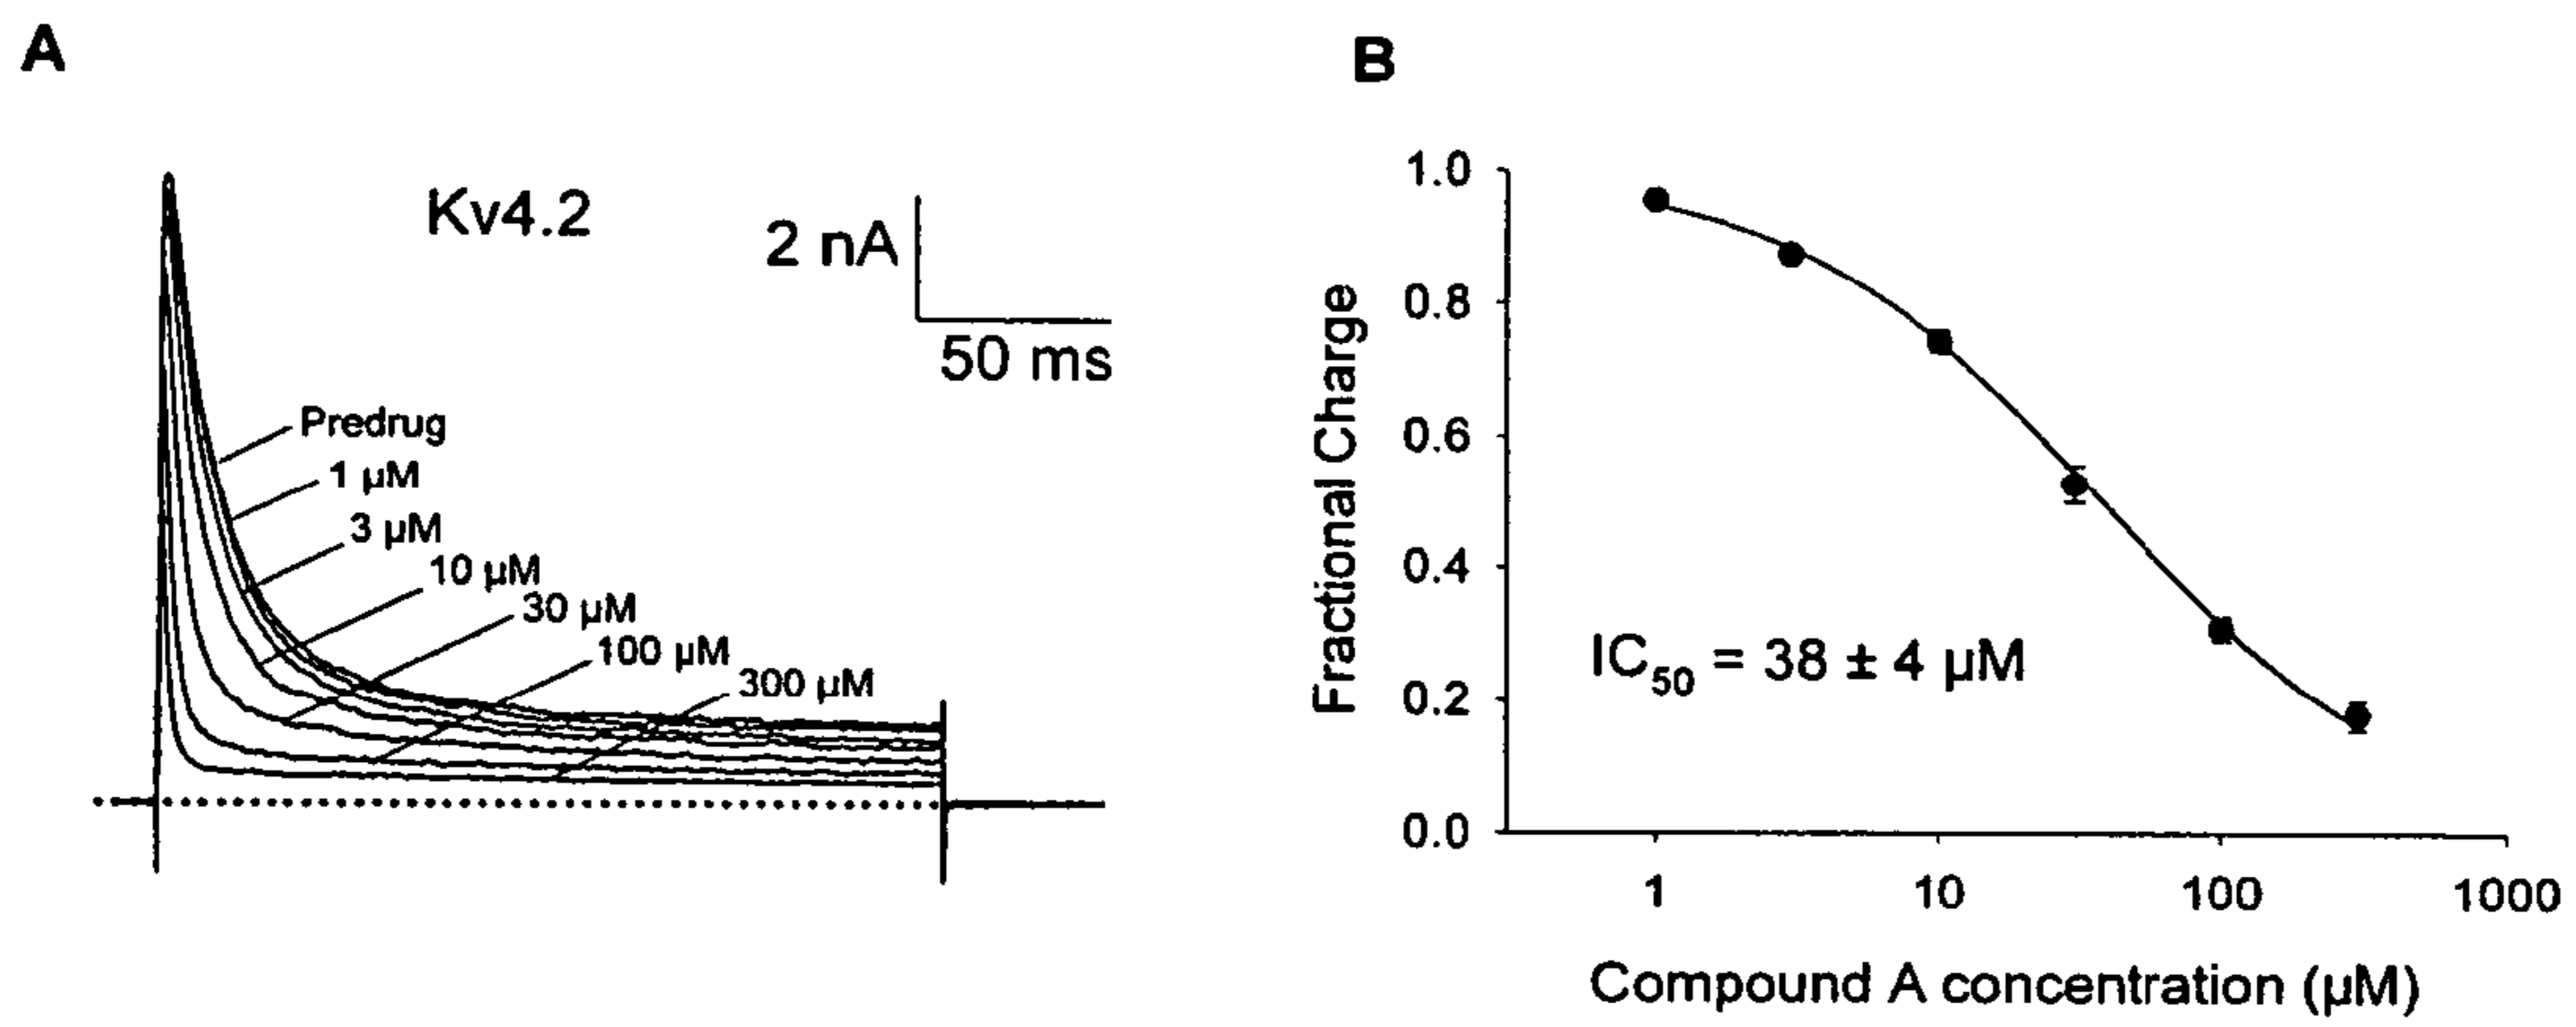 A
Kv4.2
2 nA
50 ms
Predrug
1 µM
3 µM
10 µM
30 µM
100 µM
300 µM
B
Fractional Charge
1.0
0.8
0.6
0.4
0.2
0.0
IC50 = 38 ± 4 µM
1 10 100 1000
Compound A concentration (µM)